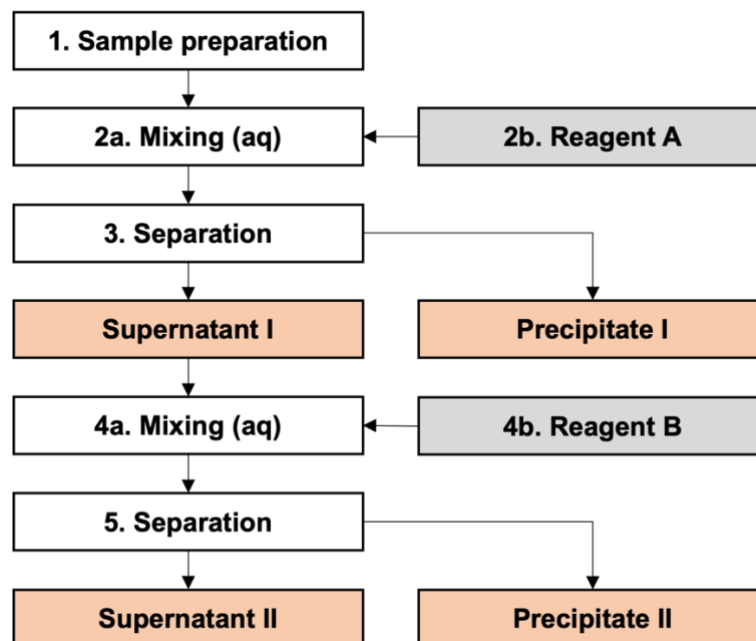 1. Sample preparation
2a. Mixing (aq)
2b. Reagent A
3. Separation
Supernatant I
Precipitate I
4a. Mixing (aq)
4b. Reagent B
5. Separation
Supernatant II
Precipitate II